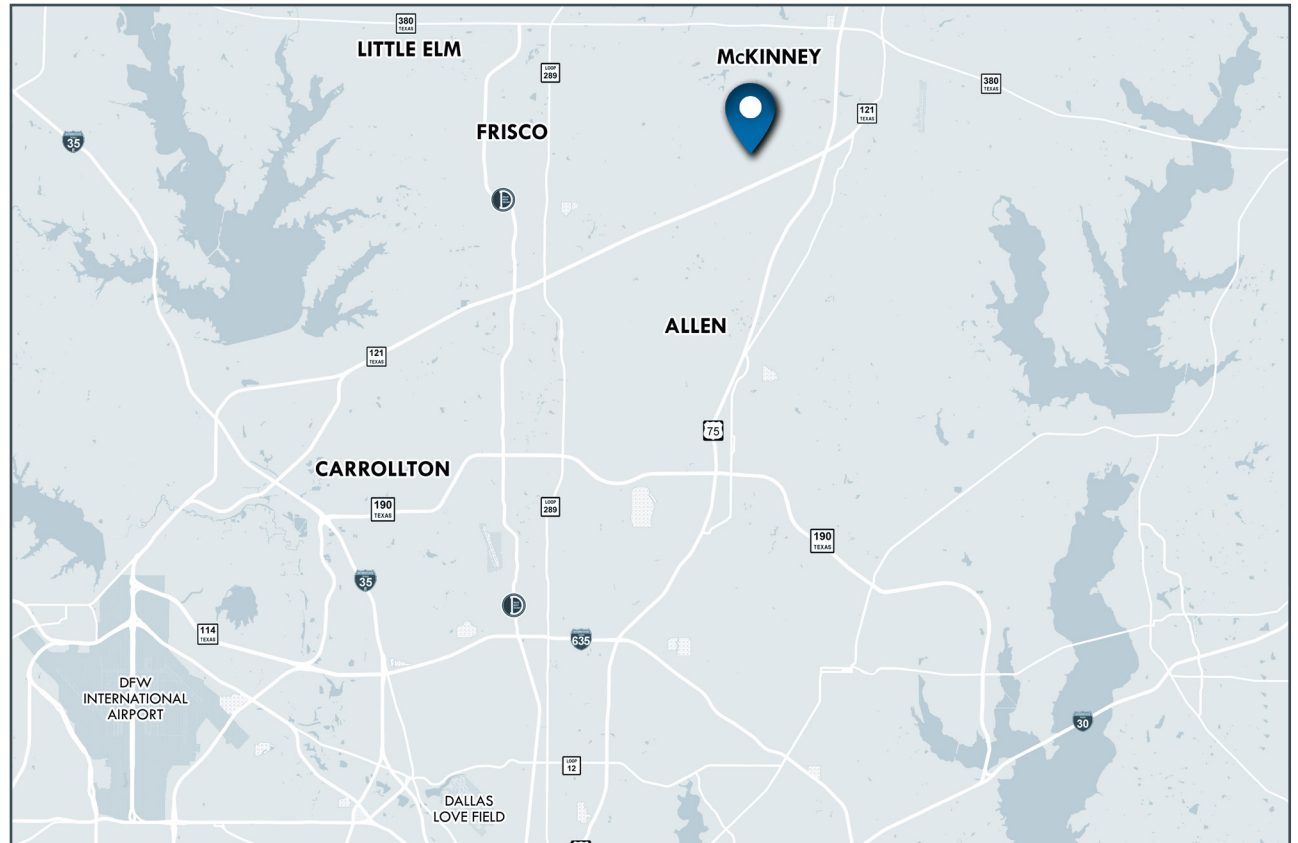 380
TEXAS
LITTLE ELM
LOOP
289
McKINNEY
380
TEXAS
121
TEXAS
35
FRISCO
ALLEN
121
TEXAS
75
CARROLLTON
190
TEXAS
LOOP
289
190
TEXAS
35
114
TEXAS
635
DFW
INTERNATIONAL
AIRPORT
30
LOOP
12
DALLAS
LOVE FIELD